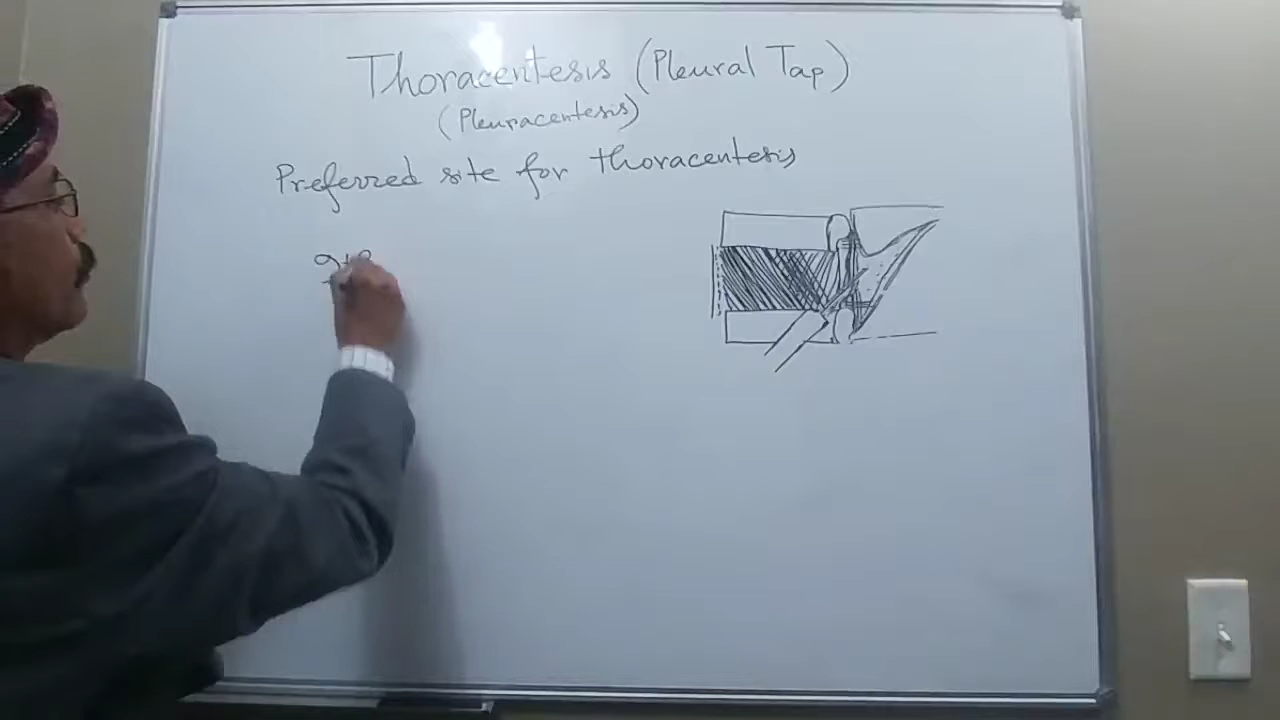 Thoracentesis (Pleural Tap)
(Pleuracentesis)
Preferred site for thoracentesis